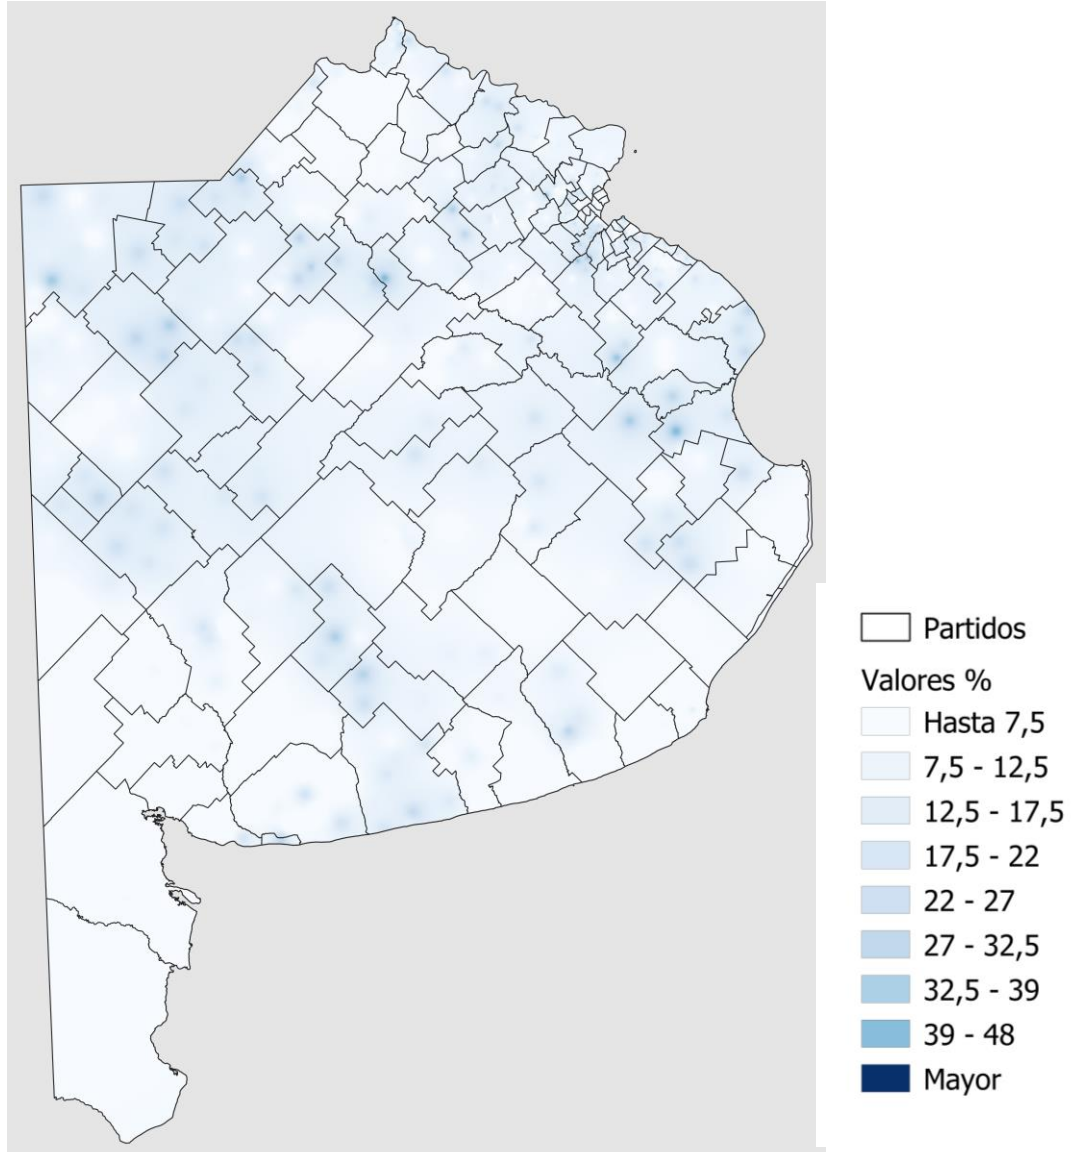 Partidos
Valores %
Hasta 7,5
7,5 - 12,5
12,5 - 17,5
17,5 - 22
22 - 27
27 - 32,5
32,5 - 39
39 - 48
Mayor